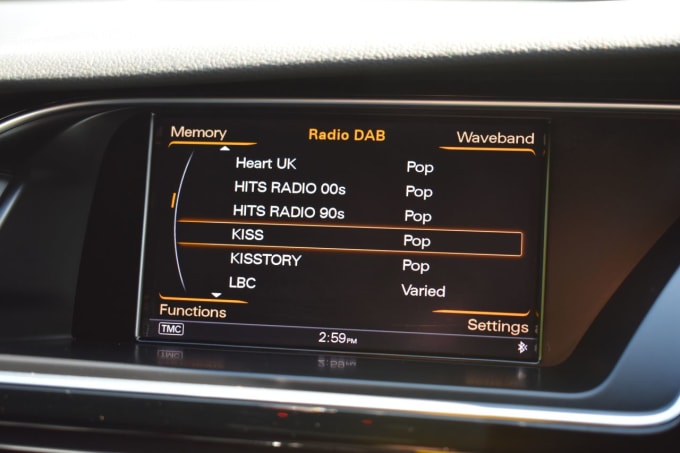 Memory Radio DAB Waveband
Heart UK Pop
HITS RADIO 00s Pop
HITS RADIO 90s Pop
KISS Pop
KISSTORY Pop
LBC Varied
Functions Settings
TMC 2:59PM